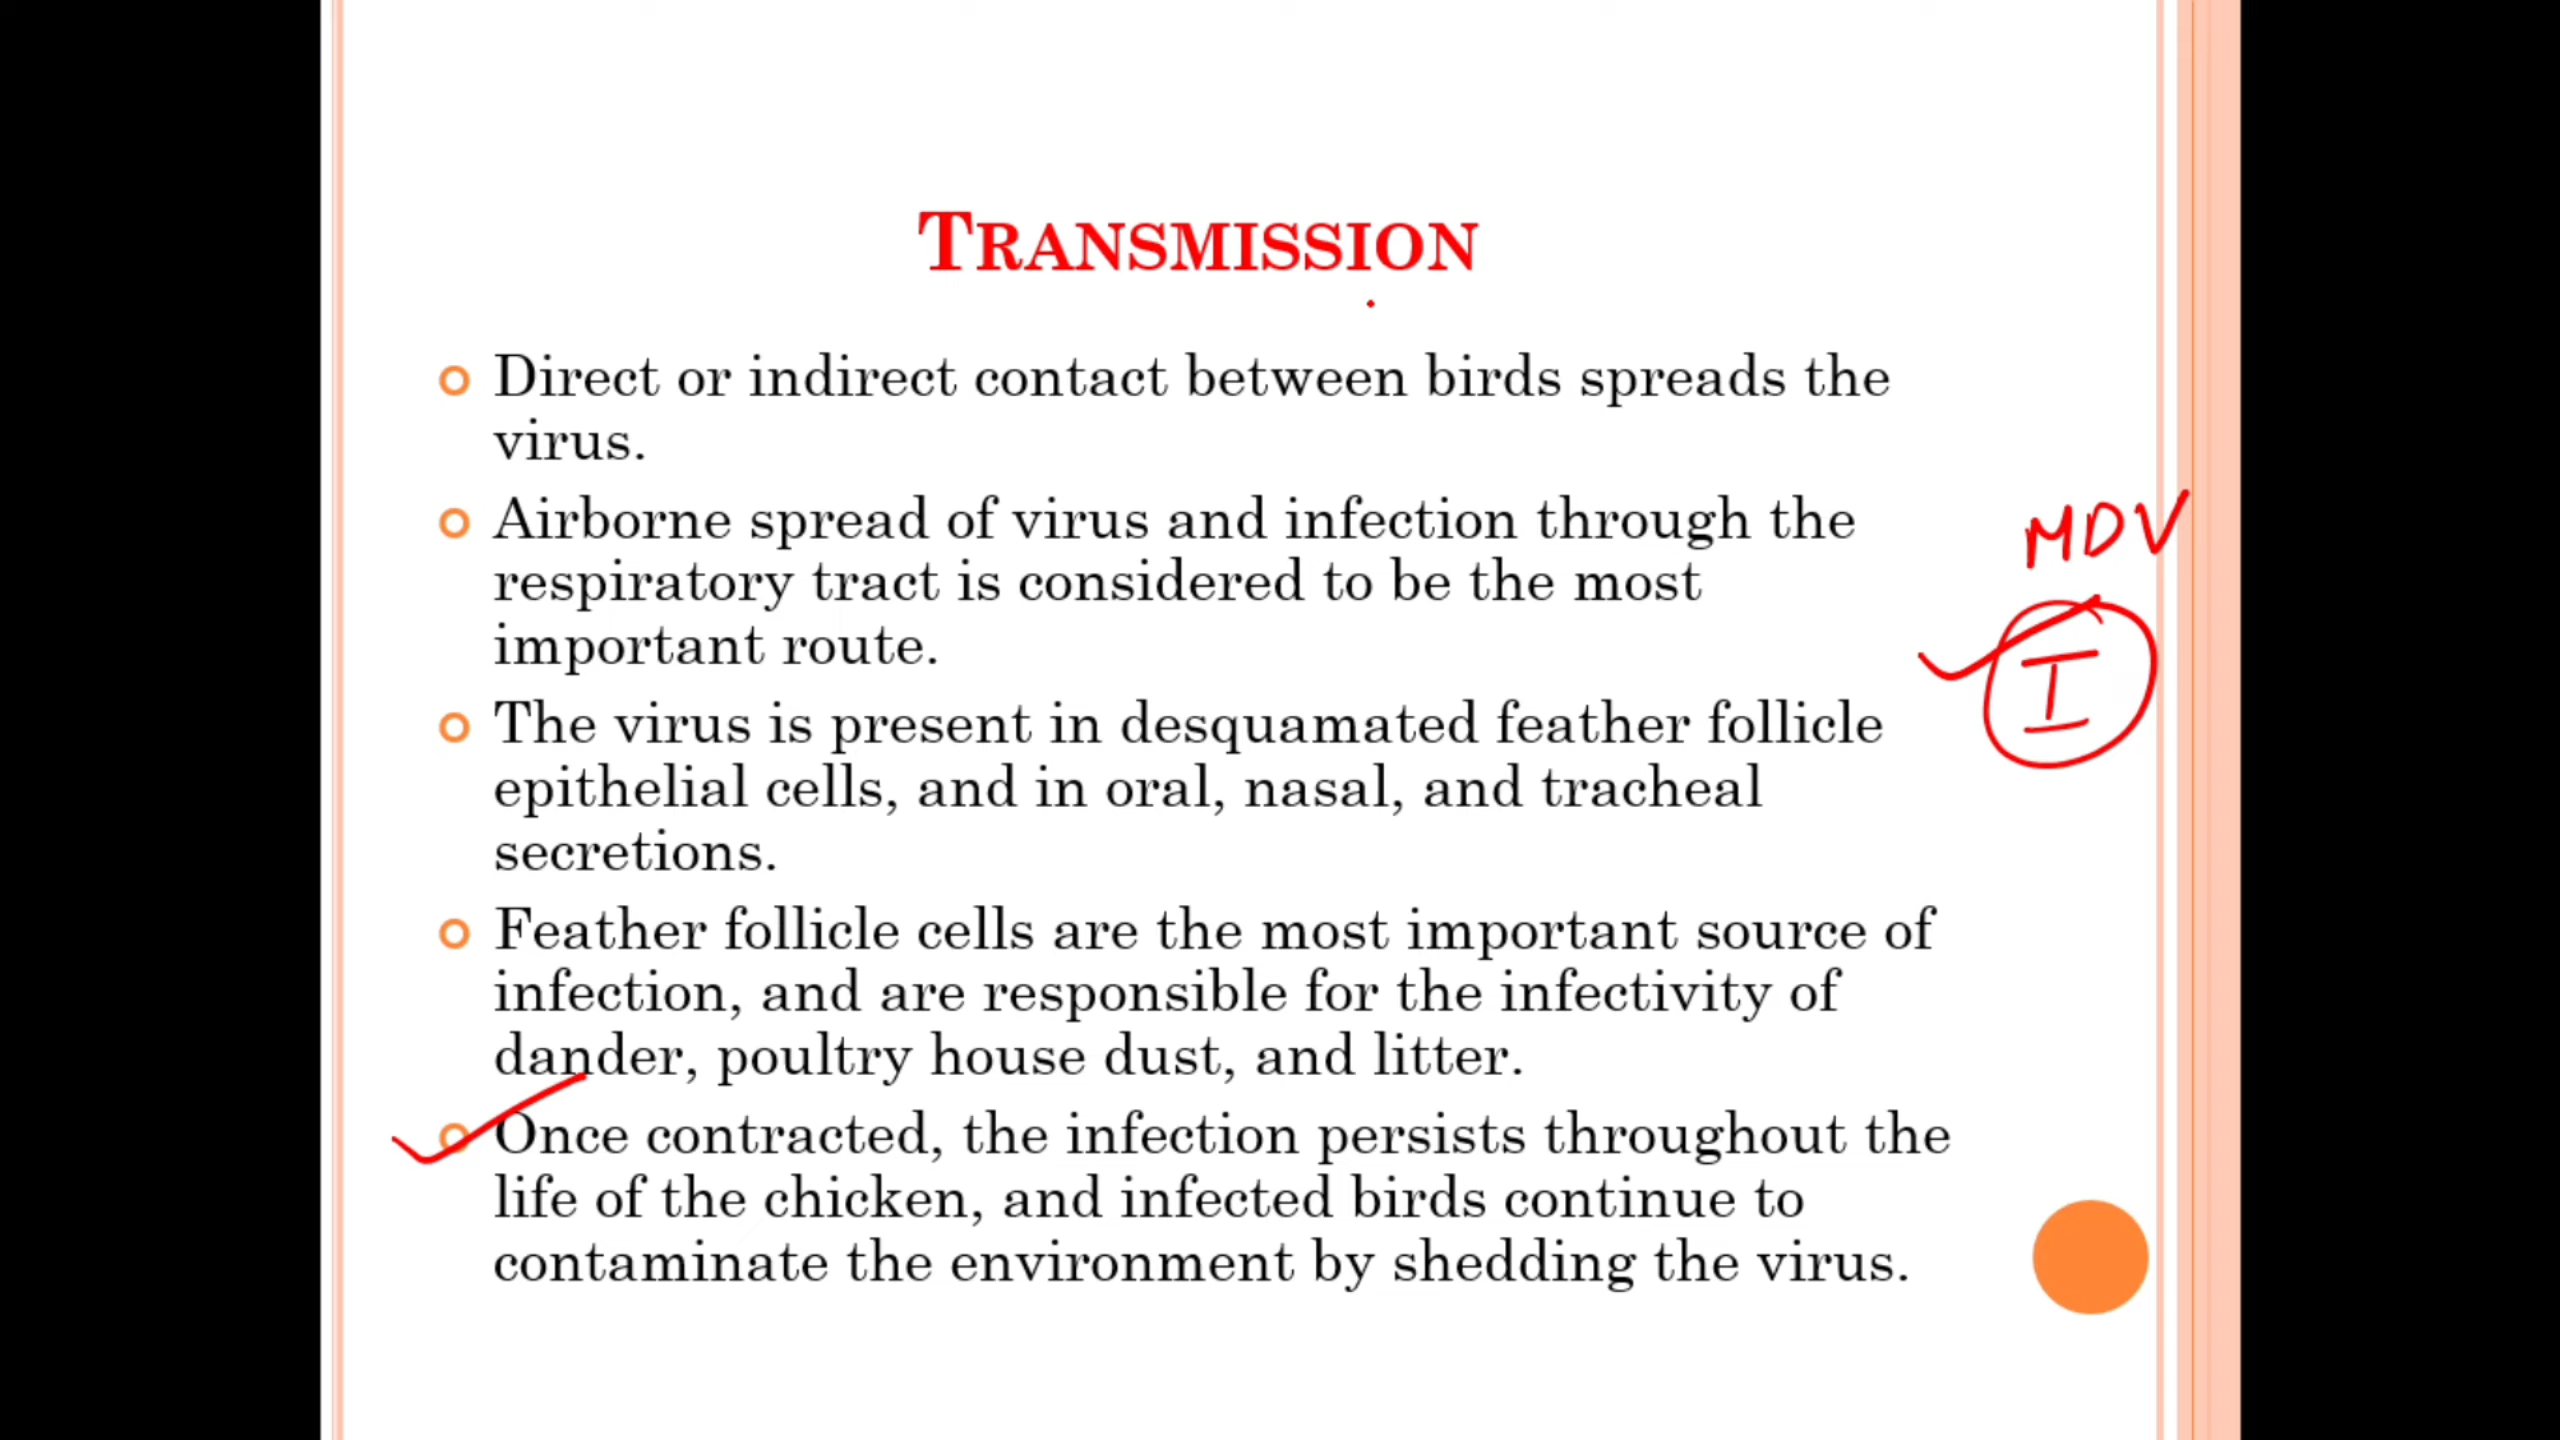 TRANSMISSION
Direct or indirect contact between birds spreads the
virus.
Airborne spread of virus and infection through the
respiratory tract is considered to be the most
important route.
MDV
I
The virus is present in desquamated feather follicle
epithelial cells, and in oral, nasal, and tracheal
secretions.
Feather follicle cells are the most important source of
infection, and are responsible for the infectivity of
dander, poultry house dust, and litter.
Once contracted, the infection persists throughout the
life of the chicken, and infected birds continue to
contaminate the environment by shedding the virus.